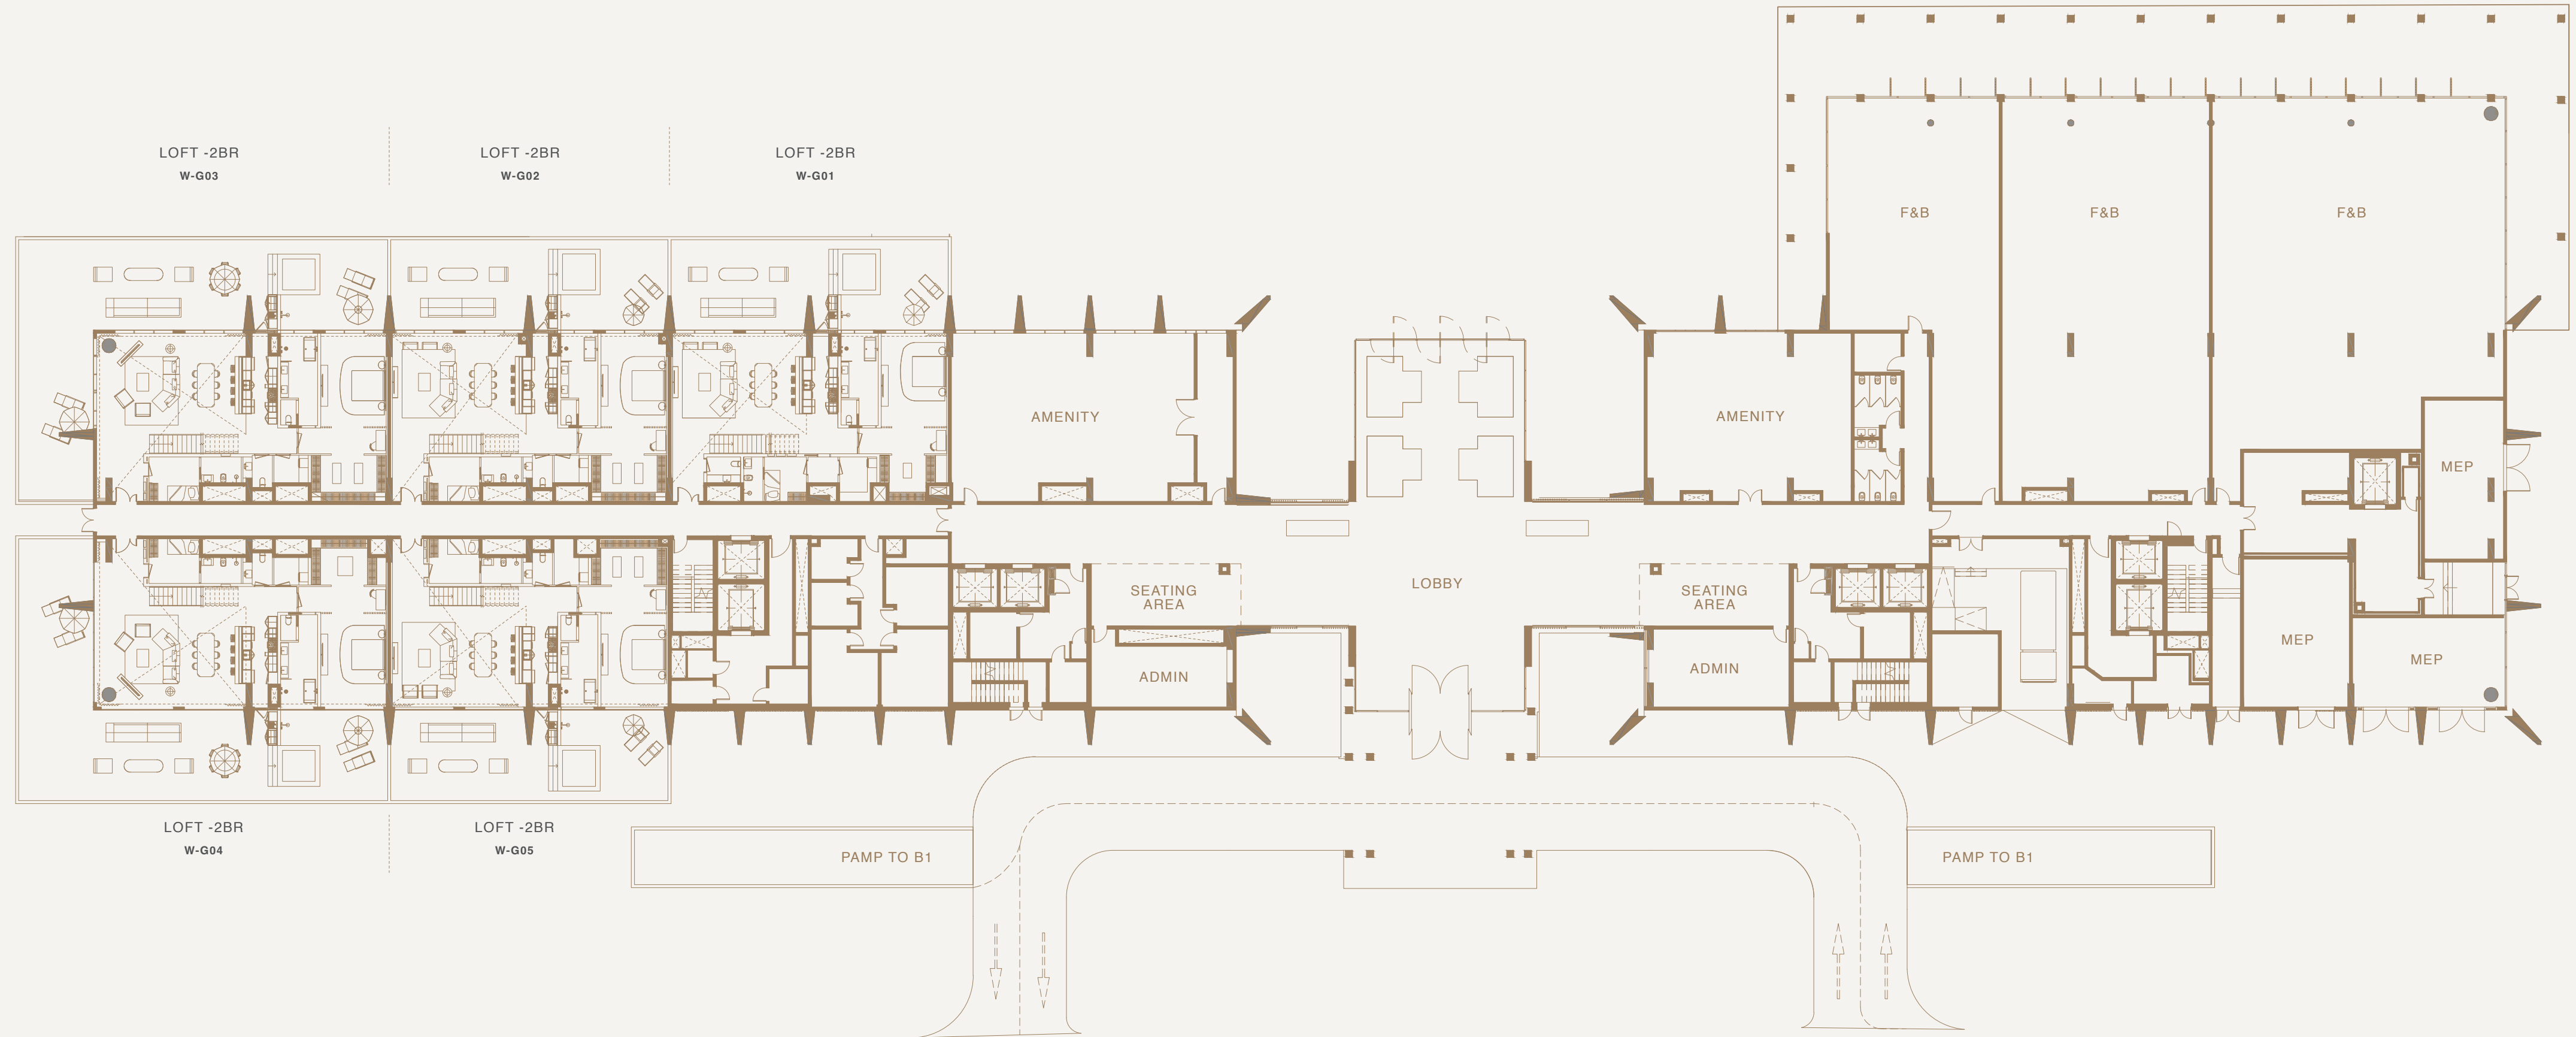 LOFT -2BR
W-G03
LOFT -2BR
W-G02
LOFT -2BR
W-G01
F&B
F&B
F&B
AMENITY
AMENITY
MEP
SEATING
AREA
LOBBY
SEATING
AREA
ADMIN
ADMIN
MEP
MEP
LOFT -2BR
W-G04
LOFT -2BR
W-G05
PAMP TO B1
PAMP TO B1